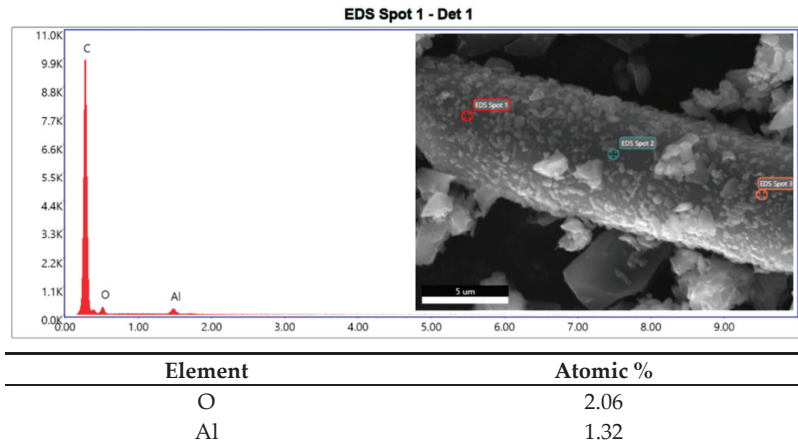 EDS Spot 1 - Det 1
11.0K
9.9K
8.8K
7.7K
6.6K
5.5K
4.4K
3.3K
2.2K
1.1K
0.0K
C
O
Al
EDS Spot 1
EDS Spot 2
EDS Spot 3
5 um
0.00 1.00 2.00 3.00 4.00 5.00 6.00 7.00 8.00 9.00
Element Atomic %
O 2.06
Al 1.32